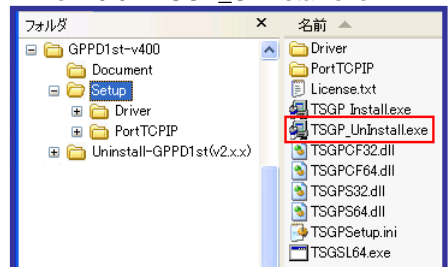 フォルダ × 名前
GPPD1st-v400
Document
Setup
Driver
PortTCPIP
Uninstall-GPPD1st(v2.x.x)
Driver
PortTCPIP
License.txt
TSGP Install.exe
TSGP_UnInstall.exe
TSGPCF32.dll
TSGPCF64.dll
TSGPS32.dll
TSGPS64.dll
TSGPSetup.ini
TSGSL64.exe